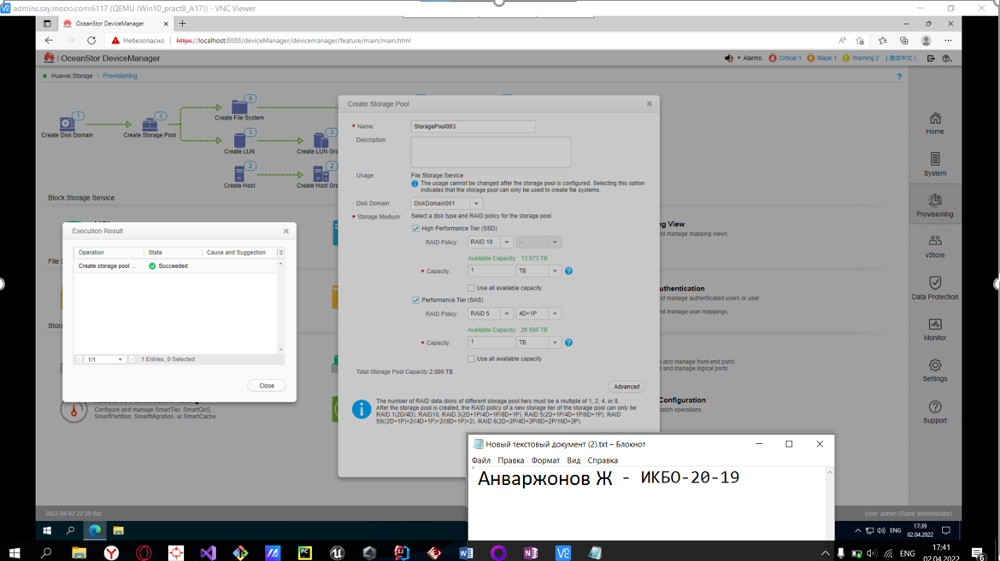 admins.say.mooo.com:6117 (QEMU (Win10_pract8_A17)) - VNC Viewer
OceanStor DeviceManager
Небезопасно
https://localhost:8088/deviceManager/devicemanager/feature/main/main.html
OceanStor DeviceManager
Alarms: Critical 1 Major 1 Warning 2 [简体中文]
Huawei.Storage > Provisioning
1
Create Disk Domain
3
Create Storage Pool
0
Create File System
3
Create LUN
3
Create LUN Gro
2
Create Host
2
Create Host Gro
Block Storage Service
File S
Stora
Create Storage Pool
* Name: StoragePool003
Description:
Usage: File Storage Service
The usage cannot be changed after the storage pool is configured. Selecting this option
indicates that the storage pool can only be used to create file systems.
Disk Domain: DiskDomain001
* Storage Medium: Select a disk type and RAID policy for the storage pool.
High Performance Tier (SSD)
RAID Policy: RAID 10 --
Available Capacity: 13.573 TB
* Capacity: 1 TB
Use all available capacity
Performance Tier (SAS)
RAID Policy: RAID 5 4D+1P
Available Capacity: 29.566 TB
* Capacity: 1 TB
Use all available capacity
Total Storage Pool Capacity:2.000 TB
Advanced
The number of RAID data disks of different storage pool tiers must be a multiple of 1, 2, 4, or 8.
After the storage pool is created, the RAID policy of a new storage tier of the storage pool can only be
RAID 1(2D/4D), RAID10, RAID 3(2D+1P/4D+1P/8D+1P), RAID 5(2D+1P/4D+1P/8D+1P), RAID
50((2D+1P)×2/(4D+1P)×2/(8D+1P)×2), RAID 6(2D+2P/4D+2P/8D+2P/16D+2P).
Execution Result
Operation State Cause and Suggestion
Create storage pool ... Succeeded
1/1 1 Entries, 0 Selected
Close
Configure and manage SmartTier, SmartQoS,
SmartPartition, SmartMigration, or SmartCache.
ng View
nd manage mapping views.
uthentication
nd manage authenticated users or user
nd manage user mappings.
e and manage front-end ports.
e and manage logical ports.
Configuration
patch operations.
Home
System
Provisioning
vStore
Data Protection
Monitor
Settings
Support
Новый текстовый документ (2).txt – Блокнот
Файл Правка Формат Вид Справка
Анваржонов Ж - ИКБО-20-19
2022-04-02 22:39 Sat
User: admin (Super administrator)
ENG
17:39
02.04.2022
ENG
17:41
02.04.2022
6